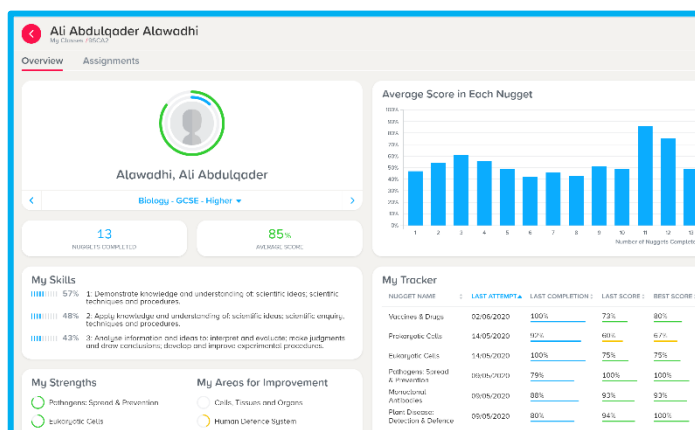 Ali Abdulqader Alawadhi
My Classes / 95CA2
Overview Assignments
Alawadhi, Ali Abdulqader
Biology - GCSE - Higher
13
NUGGETS COMPLETED
85%
AVERAGE SCORE
My Skills
57% 1: Demonstrate knowledge and understanding of: scientific ideas; scientific
techniques and procedures.
48% 2: Apply knowledge and understanding of: scientific ideas; scientific enquiry,
techniques and procedures.
43% 3: Analyse information and ideas to: interpret and evaluate; make judgments
and draw conclusions; develop and improve experimental procedures.
My Strengths
Pathogens: Spread & Prevention
Eukaryotic Cells
My Areas for Improvement
Cells, Tissues and Organs
Human Defence System
Average Score in Each Nugget
100%
90%
80%
70%
60%
50%
40%
30%
20%
10%
0%
1 2 3 4 5 6 7 8 9 10 11 12 13
Number of Nuggets Complete
My Tracker
NUGGET NAME LAST ATTEMPT LAST COMPLETION LAST SCORE BEST SCORE
Vaccines & Drugs 02/06/2020 100% 73% 80%
Prokaryotic Cells 14/05/2020 92% 60% 67%
Eukaryotic Cells 14/05/2020 100% 75% 75%
Pathogens: Spread
& Prevention 09/05/2020 79% 100% 100%
Monoclonal
Antibodies 09/05/2020 88% 93% 93%
Plant Disease:
Detection & Defence 09/05/2020 80% 94% 100%